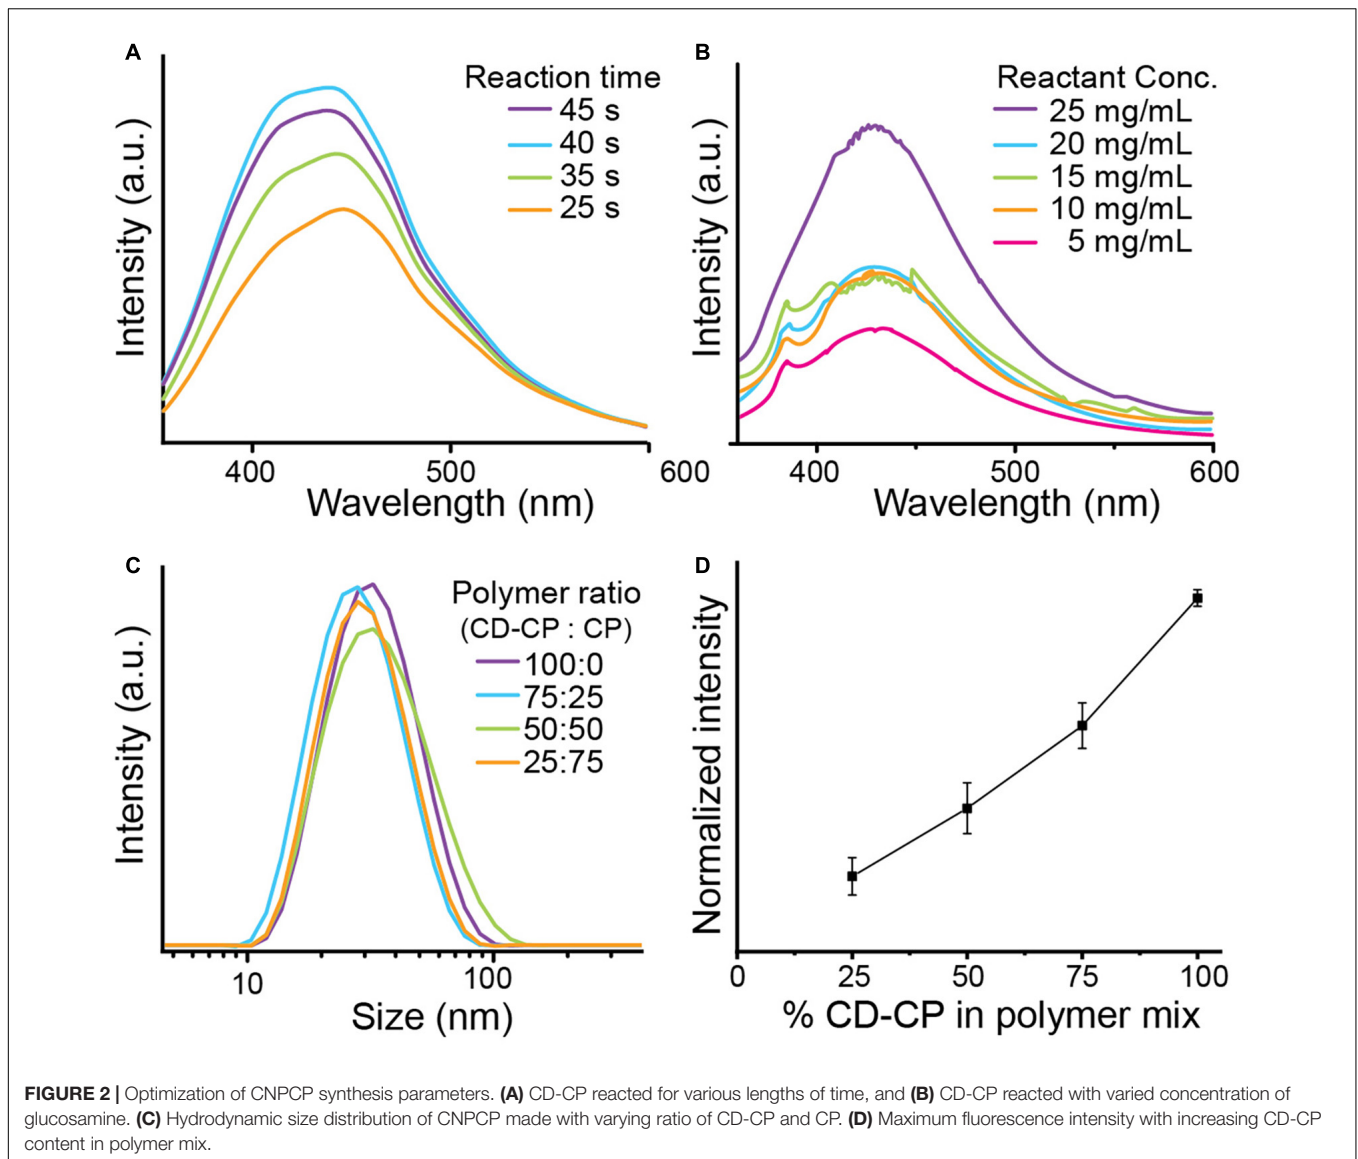 A
Reaction time
45 s
40 s
35 s
25 s
Intensity (a.u.)
400
500
600
Wavelength (nm)
B
Reactant Conc.
25 mg/mL
20 mg/mL
15 mg/mL
10 mg/mL
5 mg/mL
Intensity (a.u.)
400
500
600
Wavelength (nm)
C
Polymer ratio
(CD-CP : CP)
100:0
75:25
50:50
25:75
Intensity (a.u.)
10
100
Size (nm)
D
Normalized intensity
0
25
50
75
100
% CD-CP in polymer mix
FIGURE 2 | Optimization of CNPCP synthesis parameters. (A) CD-CP reacted for various lengths of time, and (B) CD-CP reacted with varied concentration of
glucosamine. (C) Hydrodynamic size distribution of CNPCP made with varying ratio of CD-CP and CP. (D) Maximum fluorescence intensity with increasing CD-CP
content in polymer mix.